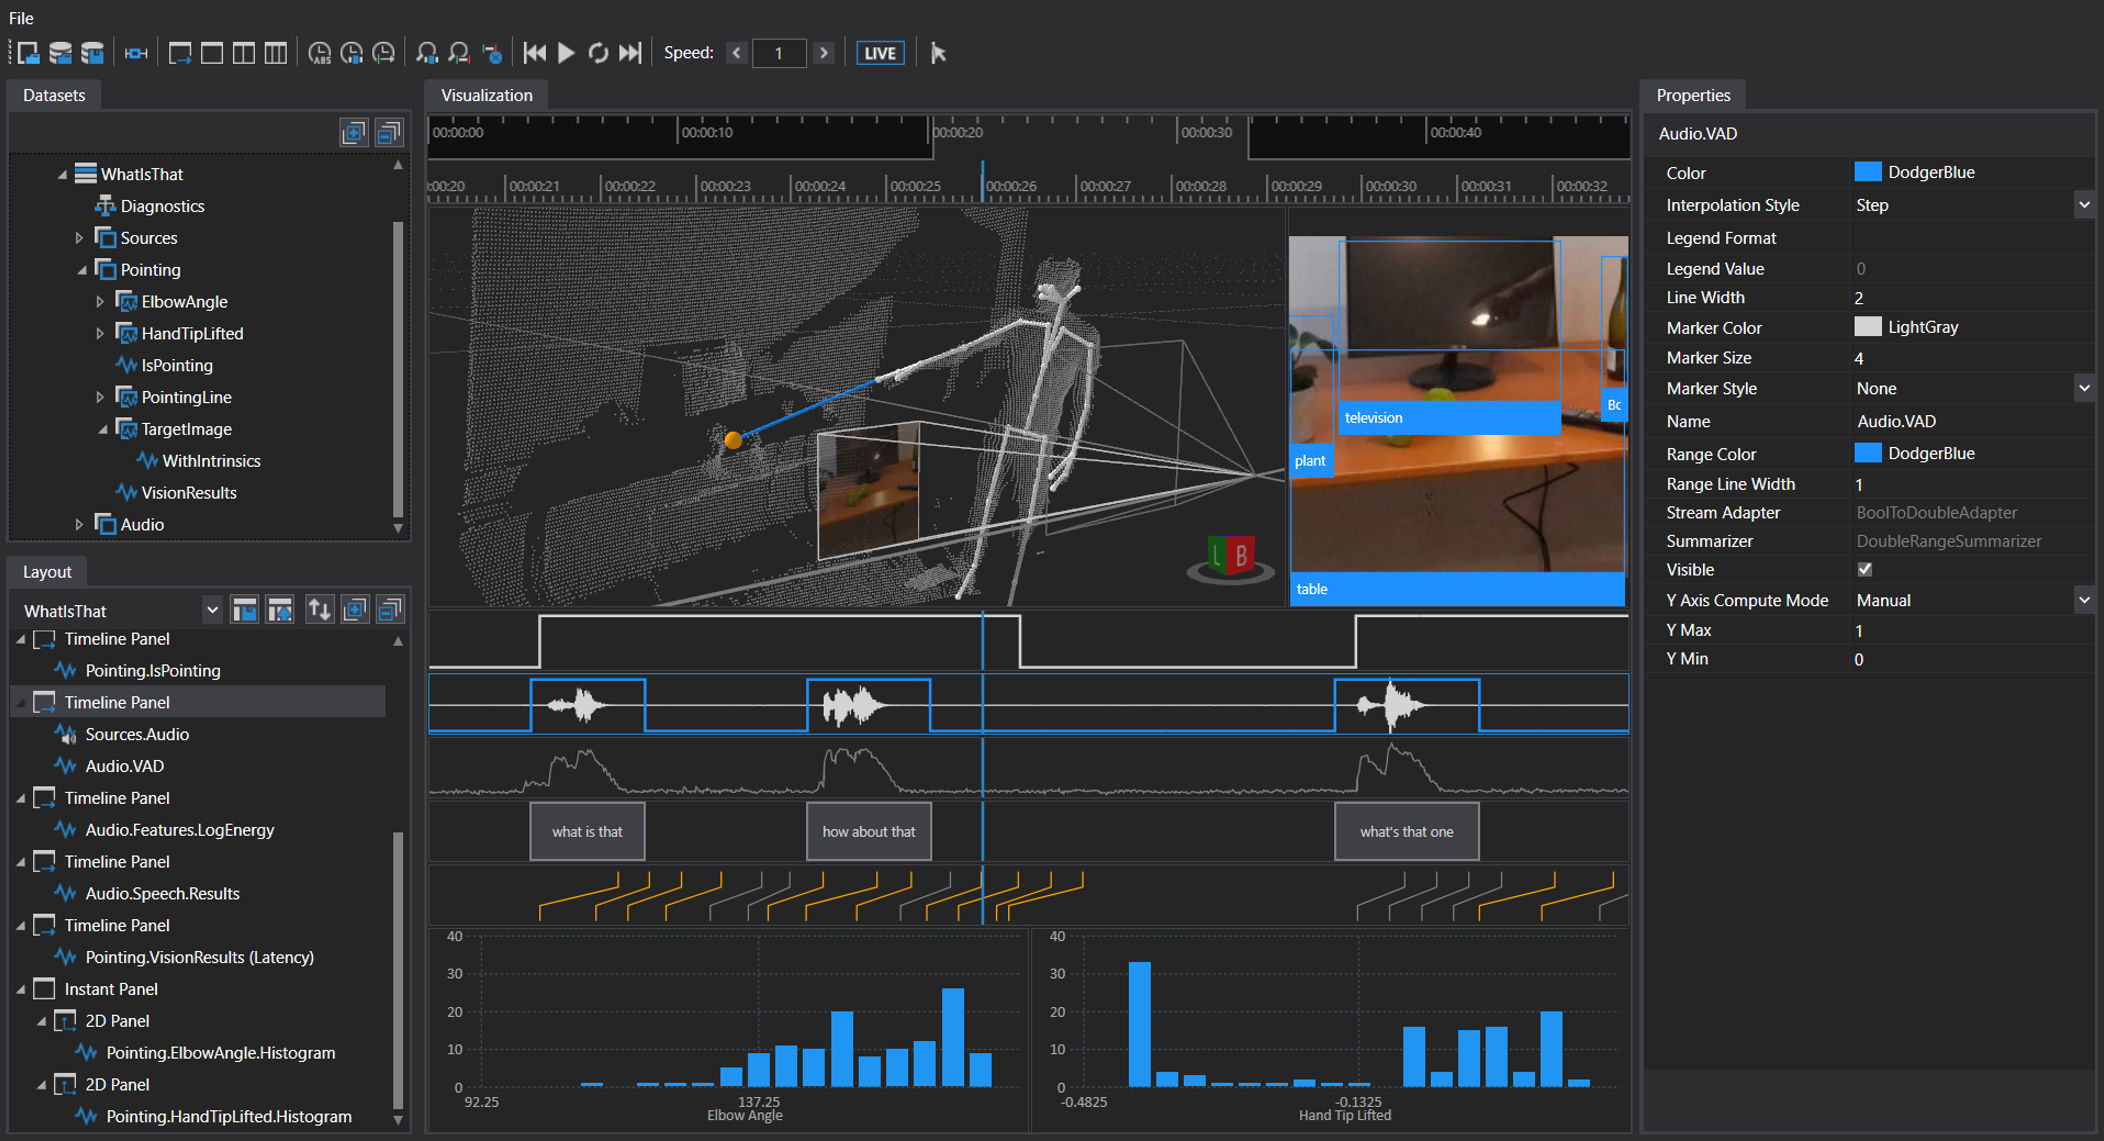 File
ABS
Speed:
1
LIVE
Datasets
WhatIsThat
Diagnostics
Sources
Pointing
ElbowAngle
HandTipLifted
IsPointing
PointingLine
TargetImage
WithIntrinsics
VisionResults
Audio
Layout
WhatIsThat
Timeline Panel
Pointing.IsPointing
Timeline Panel
Sources.Audio
Audio.VAD
Timeline Panel
Audio.Features.LogEnergy
Timeline Panel
Audio.Speech.Results
Timeline Panel
Pointing.VisionResults (Latency)
Instant Panel
2D Panel
Pointing.ElbowAngle.Histogram
2D Panel
Pointing.HandTipLifted.Histogram
Visualization
00:00:00 00:00:10 00:00:20 00:00:30 00:00:40
:00:20 00:00:21 00:00:22 00:00:23 00:00:24 00:00:25 00:00:26 00:00:27 00:00:28 00:00:29 00:00:30 00:00:31 00:00:32
L B
television
Bc
plant
table
what is that
how about that
what's that one
40
30
20
10
0
92.25 137.25
Elbow Angle
40
30
20
10
0
-0.4825 -0.1325
Hand Tip Lifted
Properties
Audio.VAD
Color DodgerBlue
Interpolation Style Step
Legend Format
Legend Value 0
Line Width 2
Marker Color LightGray
Marker Size 4
Marker Style None
Name Audio.VAD
Range Color DodgerBlue
Range Line Width 1
Stream Adapter BoolToDoubleAdapter
Summarizer DoubleRangeSummarizer
Visible
Y Axis Compute Mode Manual
Y Max 1
Y Min 0